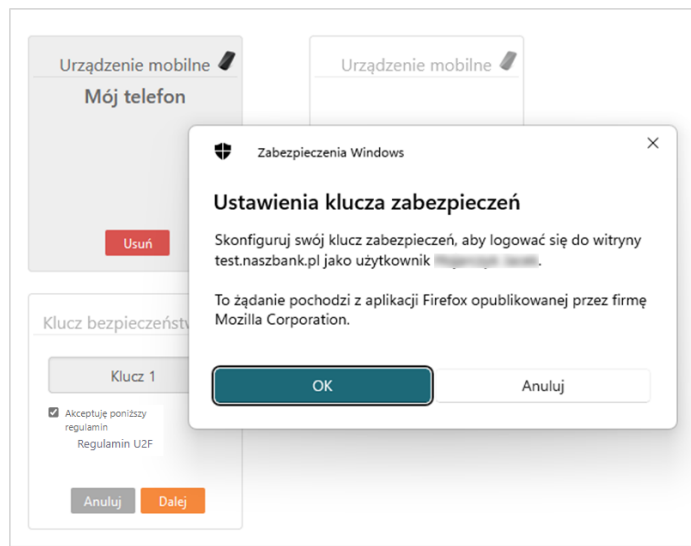 Urządzenie mobilne
Mój telefon
Usuń
Urządzenie mobilne
Zabezpieczenia Windows
Ustawienia klucza zabezpieczeń
Skonfiguruj swój klucz zabezpieczeń, aby logować się do witryny
test.naszbank.pl jako użytkownik .
To żądanie pochodzi z aplikacji Firefox opublikowanej przez firmę
Mozilla Corporation.
OK
Anuluj
Klucz
Klucz 1
Akceptuję poniższy
regulamin
Regulamin U2F
Anuluj
Dalej